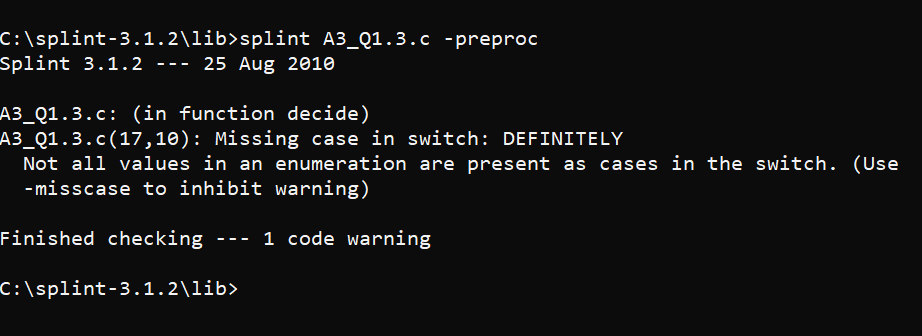 C:\splint-3.1.2\lib>splint A3_Q1.3.c -preproc
Splint 3.1.2 --- 25 Aug 2010
A3_Q1.3.c: (in function decide)
A3_Q1.3.c(17,10): Missing case in switch: DEFINITELY
  Not all values in an enumeration are present as cases in the switch. (Use
  -misscase to inhibit warning)
Finished checking --- 1 code warning
C:\splint-3.1.2\lib>